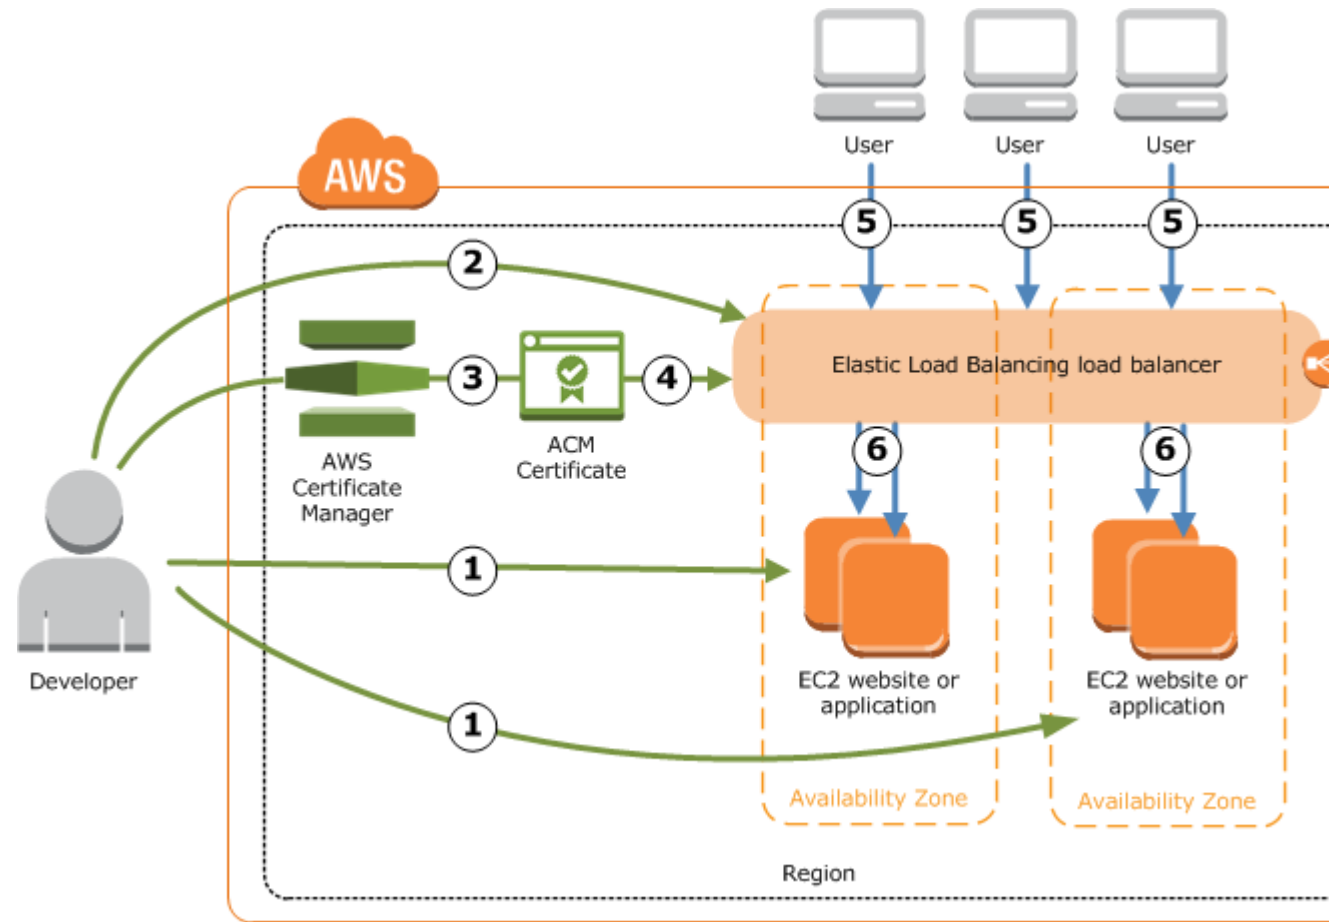 User
User
User
AWS
5
5
5
2
3
4
Elastic Load Balancing load balancer
ACM
Certificate
AWS
Certificate
Manager
6
6
1
Developer
EC2 website or
application
EC2 website or
application
1
Availability Zone
Availability Zone
Region